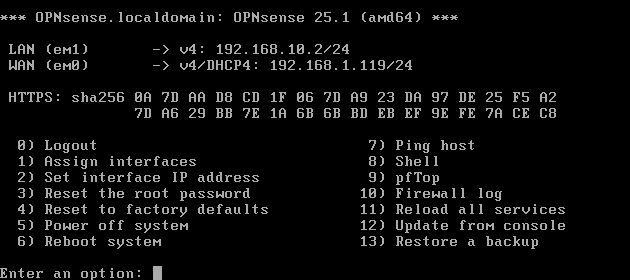 *** OPNsense.localdomain: OPNsense 25.1 (amd64) ***
LAN (em1) -> v4: 192.168.10.2/24
WAN (em0) -> v4/DHCP4: 192.168.1.119/24
HTTPS: sha256 0A 7D AA D8 CD 1F 06 7D A9 23 DA 97 DE 25 F5 A2
7D A6 29 BB 7E 1A 6B 6B BD EB EF 9E FE 7A CE C8
0) Logout 7) Ping host
1) Assign interfaces 8) Shell
2) Set interface IP address 9) pfTop
3) Reset the root password 10) Firewall log
4) Reset to factory defaults 11) Reload all services
5) Power off system 12) Update from console
6) Reboot system 13) Restore a backup
Enter an option: